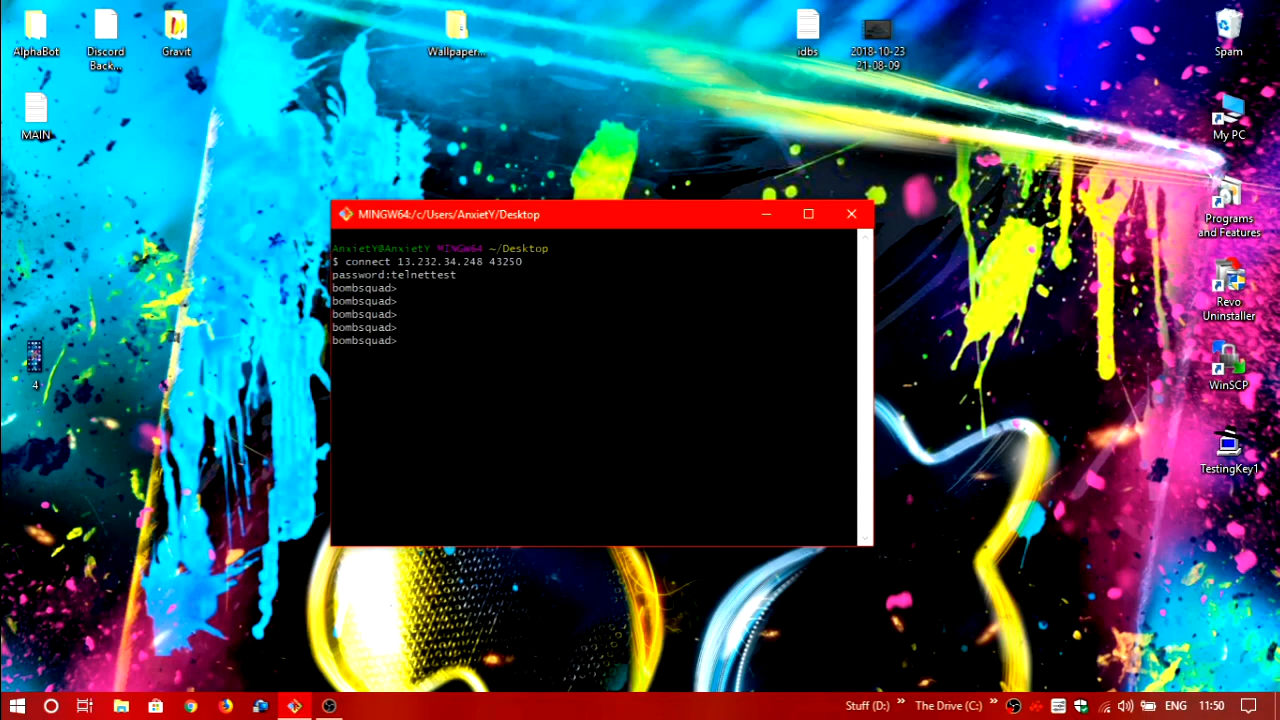 AlphaBot
Discord
Back...
Gravit
Wallpaper...
idbs
2018-10-23
21-08-09
Spam
MAIN
My PC
Programs
and Features
Revo
Uninstaller
4
WinSCP
TestingKey1
MINGW64:/c/Users/AnxietY/Desktop
AnxietY@AnxietY MINGW64 ~/Desktop
$ connect 13.232.34.248 43250
password:telnettest
bombsquad>
bombsquad>
bombsquad>
bombsquad>
bombsquad>
Stuff (D:) » The Drive (C:) » ENG 11:50